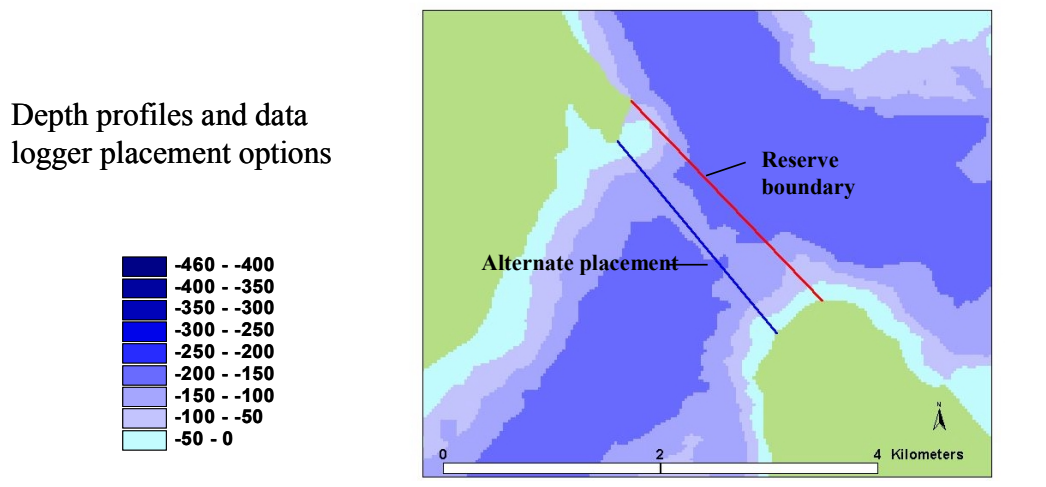 Depth profiles and data
logger placement options
-460 - -400
-400 - -350
-350 - -300
-300 - -250
-250 - -200
-200 - -150
-150 - -100
-100 - -50
-50 - 0
Reserve
boundary
Alternate placement
N
0 2 4 Kilometers